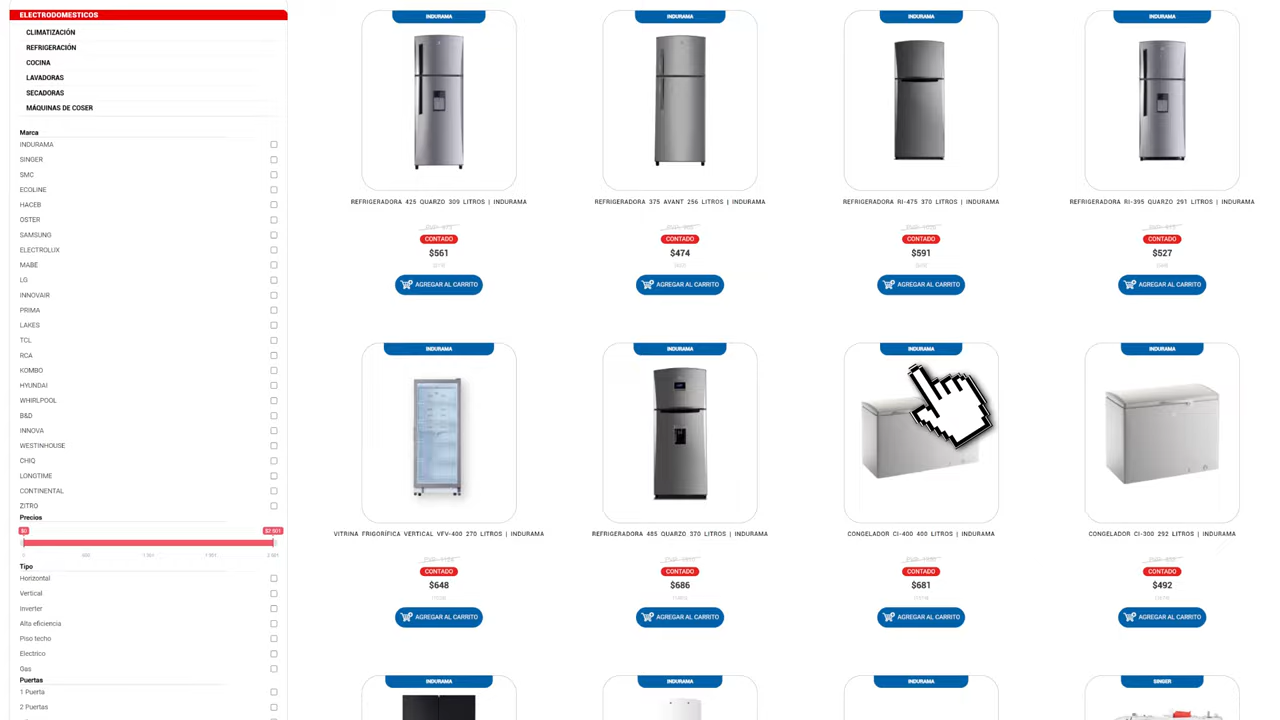 ELECTRODOMESTICOS
CLIMATIZACIÓN
REFRIGERACIÓN
COCINA
LAVADORAS
SECADORAS
MÁQUINAS DE COSER
Marca
INDURAMA
SINGER
SMC
ECOLINE
HACEB
OSTER
SAMSUNG
ELECTROLUX
MABE
LG
INNOVAIR
PRIMA
LAKES
TCL
RCA
KOMBO
HYUNDAI
WHIRLPOOL
B&D
INNOVA
WESTINHOUSE
CHIQ
LONGTIME
CONTINENTAL
ZITRO
Precios
$0
Tipo
Horizontal
Vertical
Inverter
Alta eficiencia
Piso techo
Electrico
Gas
Puertas
1 Puerta
2 Puertas
INDURAMA INDURAMA INDURAMA INDURAMA
REFRIGERADORA 425 QUARZO 309 LITROS | INDURAMA
REFRIGERADORA 375 AVANT 256 LITROS | INDURAMA
REFRIGERADORA RI-475 370 LITROS | INDURAMA
REFRIGERADORA RI-395 QUARZO 291 LITROS | INDURAMA
CONTADO CONTADO CONTADO CONTADO
$561 $474 $591 $527
AGREGAR AL CARRITO AGREGAR AL CARRITO AGREGAR AL CARRITO AGREGAR AL CARRITO
INDURAMA INDURAMA INDURAMA INDURAMA
VITRINA FRIGORÍFICA VERTICAL VFV-400 270 LITROS | INDURAMA
REFRIGERADORA 485 QUARZO 370 LITROS | INDURAMA
CONGELADOR CI-400 400 LITROS | INDURAMA
CONGELADOR CI-300 292 LITROS | INDURAMA
CONTADO CONTADO CONTADO CONTADO
$648 $686 $681 $492
AGREGAR AL CARRITO AGREGAR AL CARRITO AGREGAR AL CARRITO AGREGAR AL CARRITO
INDURAMA INDURAMA INDURAMA SINGER